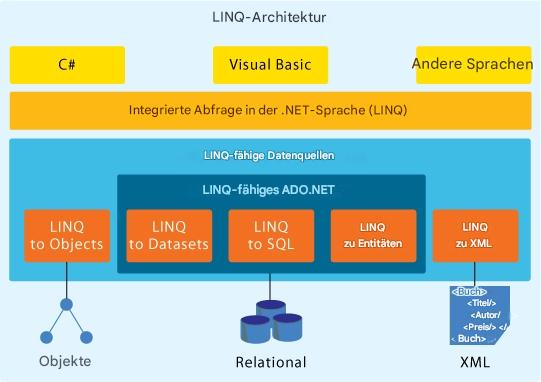 LINQ-Architektur
C#
Visual Basic
Andere Sprachen
Integrierte Abfrage in der .NET-Sprache (LINQ)
LINQ-fähige Datenquellen
LINQ-fähiges ADO.NET
LINQ
to Objects
LINQ
to Datasets
LINQ
to SQL
LINQ
zu Entitäten
LINQ
zu XML
<Buch>
<Titel/>
<Autor/
<Preis/> </
Buch>
Objekte
Relational
XML